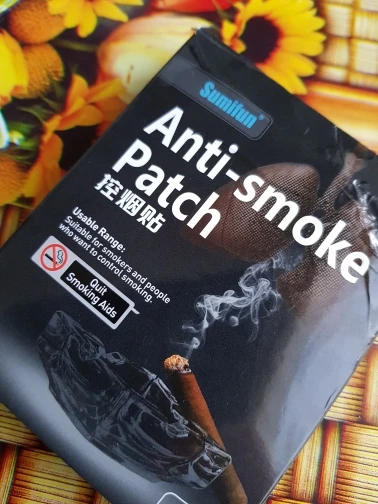 Sumifun®
Anti-smoke
Patch
控烟贴
Usable Range:
Suitable for smokers and people
who want to control smoking.
Quit
Smoking Aids